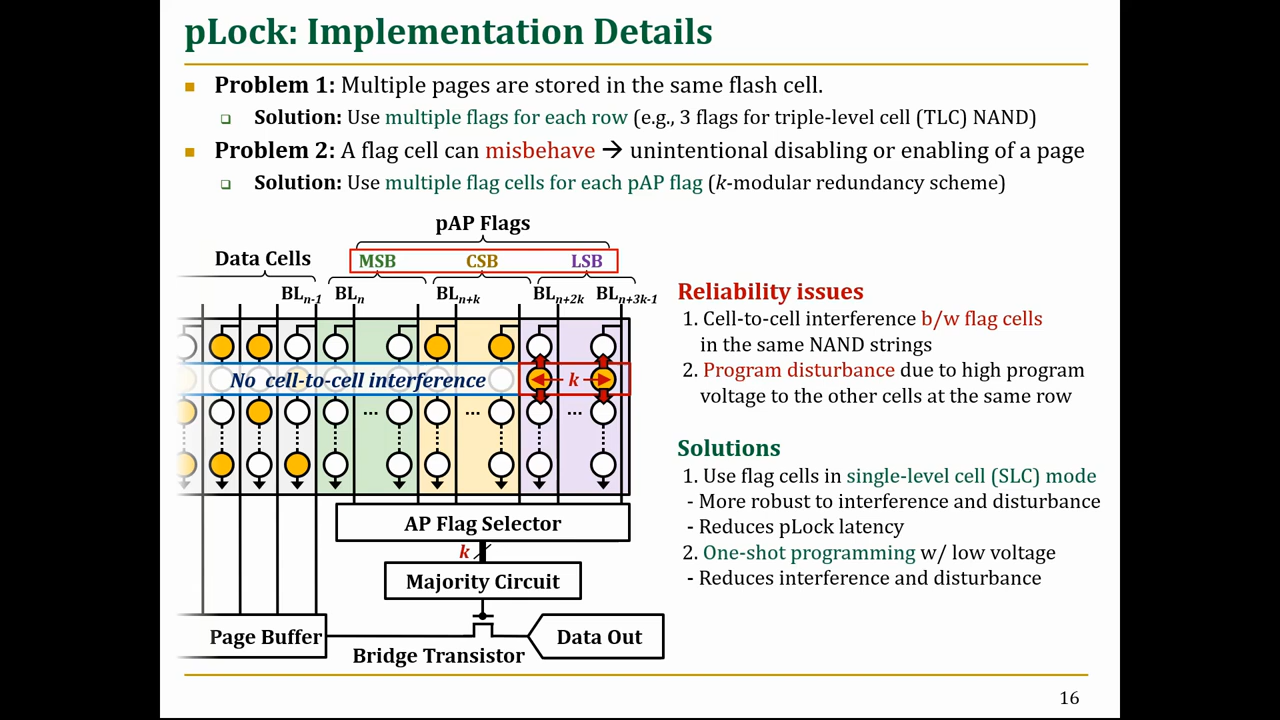 pLock: Implementation Details
Problem 1: Multiple pages are stored in the same flash cell.
Solution: Use multiple flags for each row (e.g., 3 flags for triple-level cell (TLC) NAND)
Problem 2: A flag cell can misbehave → unintentional disabling or enabling of a page
Solution: Use multiple flag cells for each pAP flag (k-modular redundancy scheme)
pAP Flags
Data Cells
MSB CSB LSB
BLn-1 BLn BLn+k BLn+2k BLn+3k-1
No cell-to-cell interference
k
... ... ...
AP Flag Selector
k
Majority Circuit
Page Buffer
Data Out
Bridge Transistor
Reliability issues
1. Cell-to-cell interference b/w flag cells
in the same NAND strings
2. Program disturbance due to high program
voltage to the other cells at the same row
Solutions
1. Use flag cells in single-level cell (SLC) mode
- More robust to interference and disturbance
- Reduces pLock latency
2. One-shot programming w/ low voltage
- Reduces interference and disturbance
16